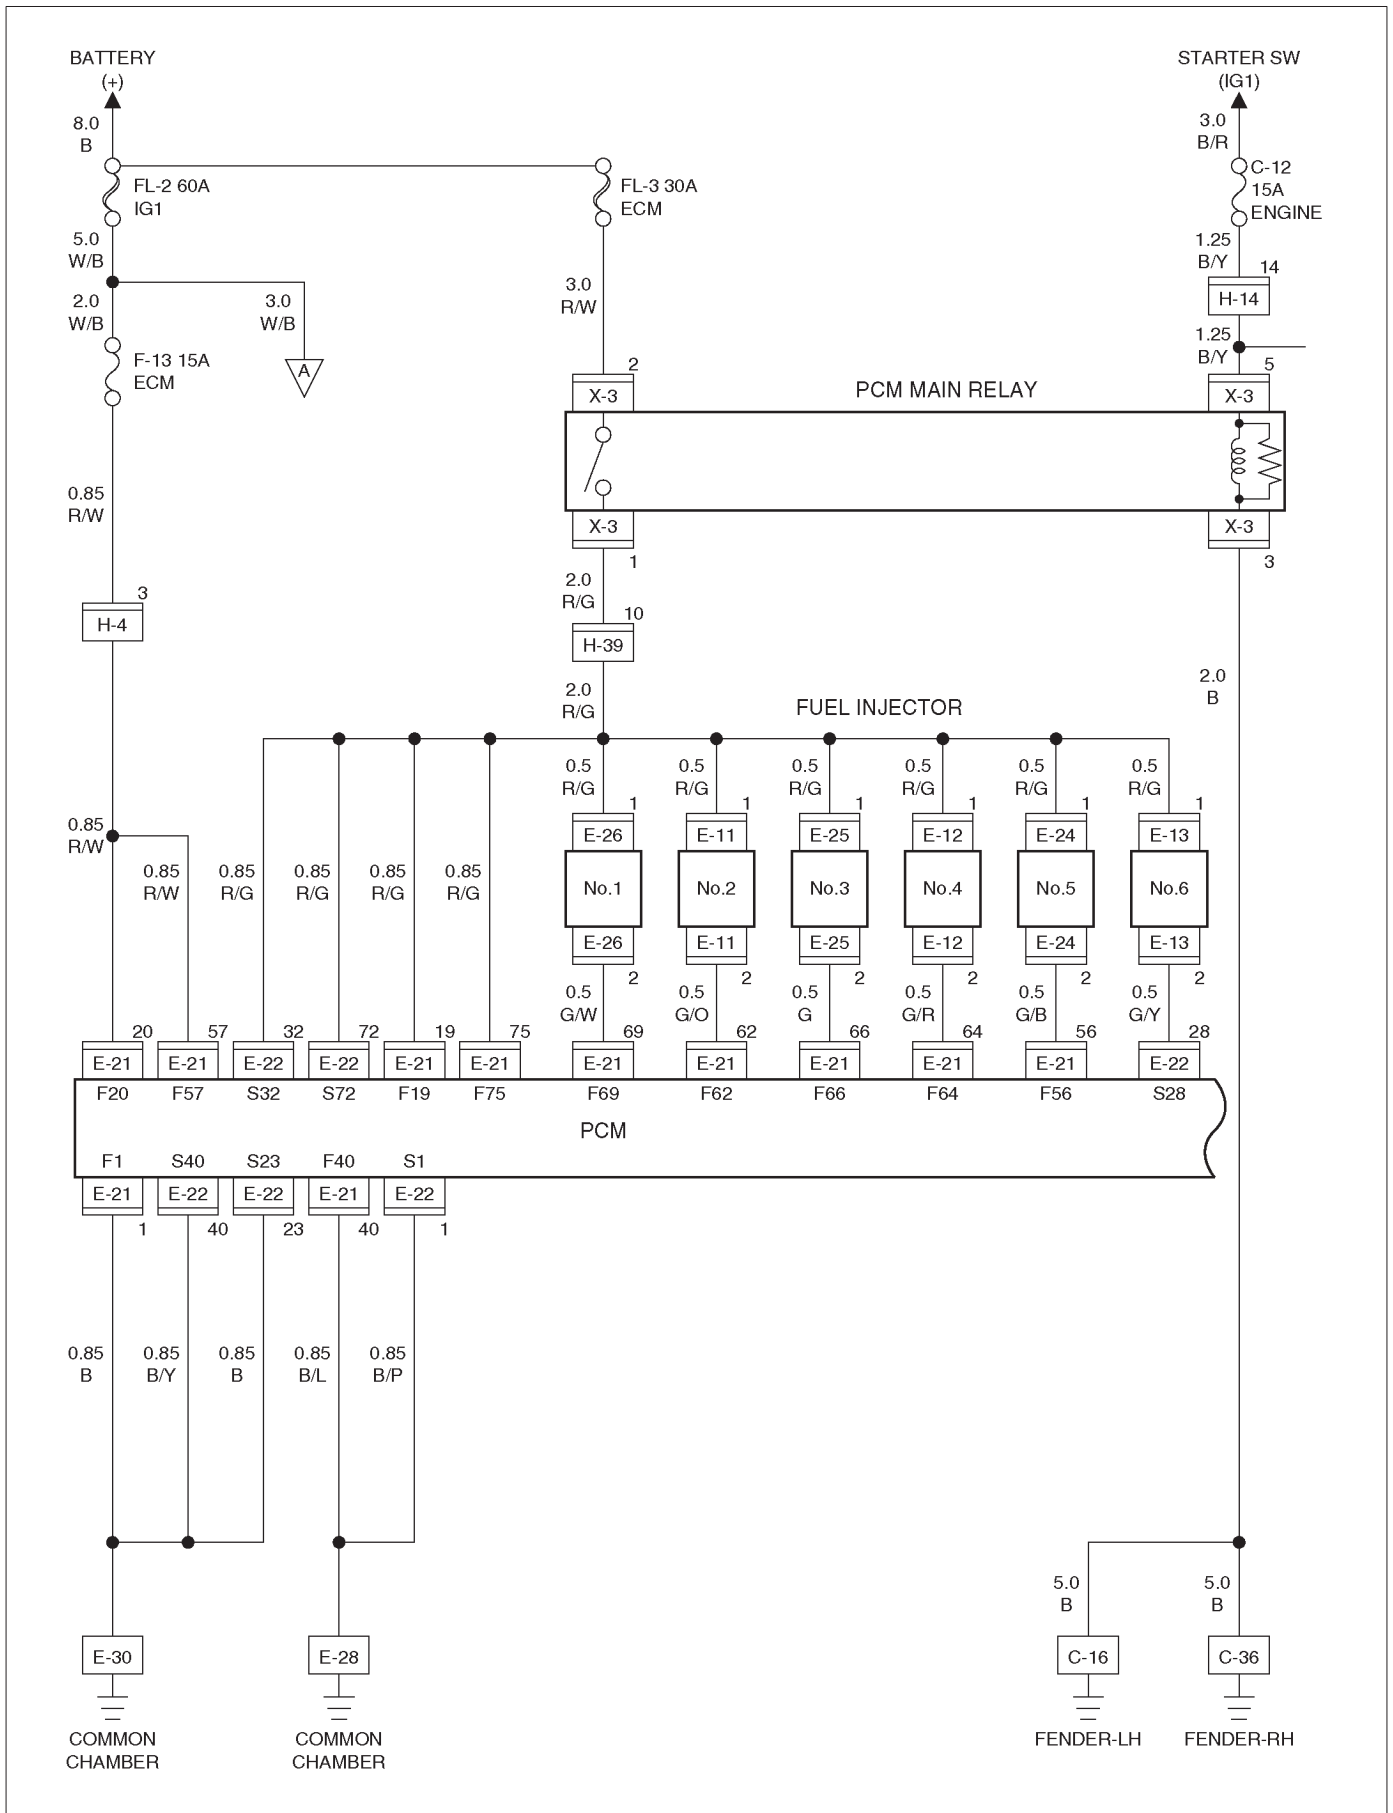 BATTERY
(+)
STARTER SW
(IG1)
8.0
B
3.0
B/R
FL-2 60A
IG1
FL-3 30A
ECM
C-12
15A
ENGINE
5.0
W/B
1.25
B/Y
14
H-14
2.0
W/B
3.0
W/B
3.0
R/W
1.25
B/Y
F-13 15A
ECM
A
2
X-3
PCM MAIN RELAY
5
X-3
0.85
R/W
X-3
1
X-3
3
2.0
R/G
3
H-4
10
H-39
2.0
R/G
2.0
B
FUEL INJECTOR
0.5
R/G
0.5
R/G
0.5
R/G
0.5
R/G
0.5
R/G
0.5
R/G
1
1
1
1
1
1
0.85
R/W
E-26
E-11
E-25
E-12
E-24
E-13
0.85
R/W
0.85
R/G
0.85
R/G
0.85
R/G
0.85
R/G
No.1
No.2
No.3
No.4
No.5
No.6
E-26
E-11
E-25
E-12
E-24
E-13
2
2
2
2
2
2
0.5
G/W
0.5
G/O
0.5
G
0.5
G/R
0.5
G/B
0.5
G/Y
20
57
32
72
19
75
69
62
66
64
56
28
E-21
E-21
E-22
E-22
E-21
E-21
E-21
E-21
E-21
E-21
E-21
E-22
F20
F57
S32
S72
F19
F75
F69
F62
F66
F64
F56
S28
PCM
F1
S40
S23
F40
S1
E-21
E-22
E-22
E-21
E-22
1
40
23
40
1
0.85
B
0.85
B/Y
0.85
B
0.85
B/L
0.85
B/P
5.0
B
5.0
B
E-30
E-28
C-16
C-36
COMMON
CHAMBER
COMMON
CHAMBER
FENDER-LH
FENDER-RH